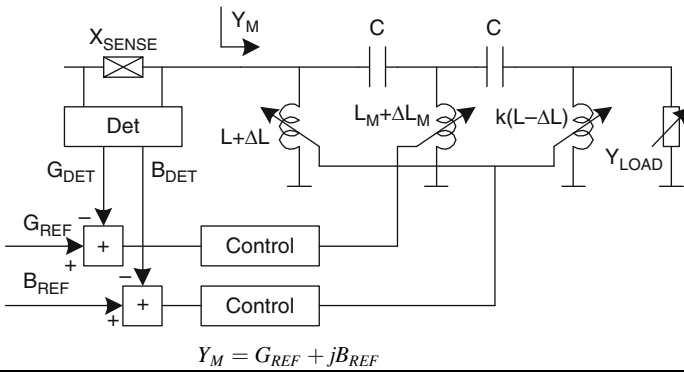 Y_M
X_SENSE
C
C
L+ΔL
L_M+ΔL_M
k(L−ΔL)
Y_LOAD
Det
G_DET
B_DET
G_REF
−
+
+
Control
B_REF
−
+
+
Control
Y_M = G_REF + jB_REF